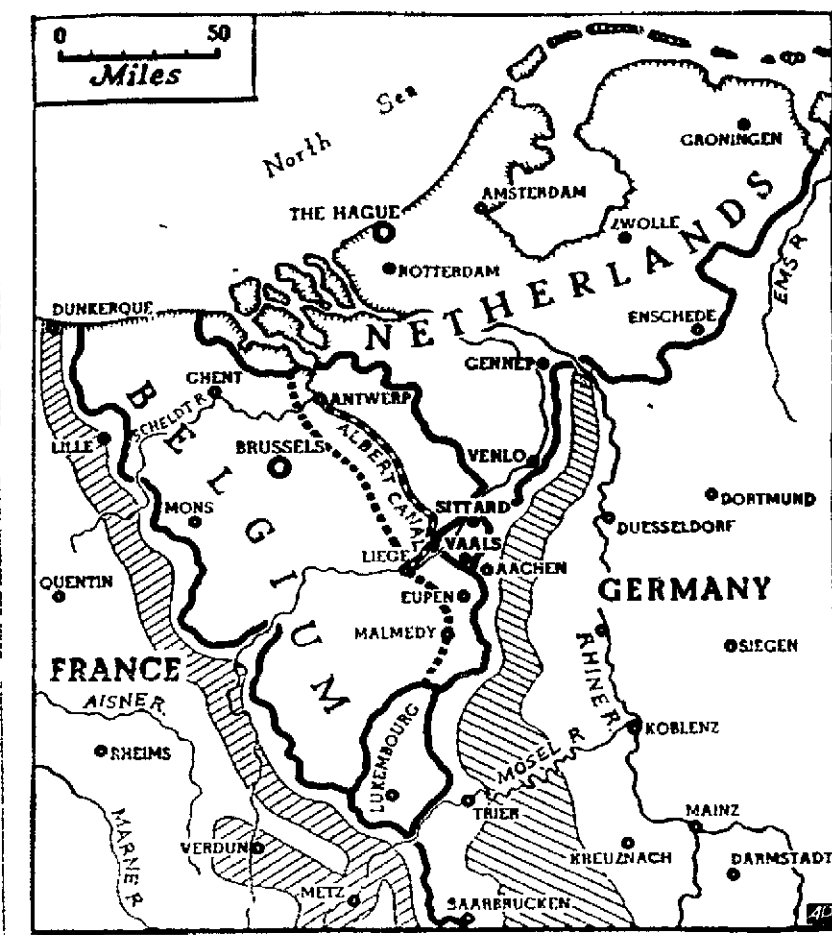 0 50
Miles
North Sea
GRONINGEN
AMSTERDAM
THE HAGUE
ZWOLLE
ROTTERDAM
NETHERLANDS
EMS R
DUNKERQUE
ENSCHEDE
GENNEP
GHENT
ANTWERP
SCHELDT R.
BELGIUM
LILLE
BRUSSELS
ALBERT CANAL
VENLO
MONS
SITTARD
DORTMUND
DUESSELDORF
VAALS
LIEGE
AACHEN
QUENTIN
EUPEN
GERMANY
MALMEDY
SIEGEN
FRANCE
RHINE R.
AISNE R.
LUXEMBOURG
KOBLENZ
RHEIMS
MOSEL R
TRIER
MAINZ
MARNE R.
VERDUN
KREUZNACH
DARMSTADT
METZ
SAARBRUCKEN